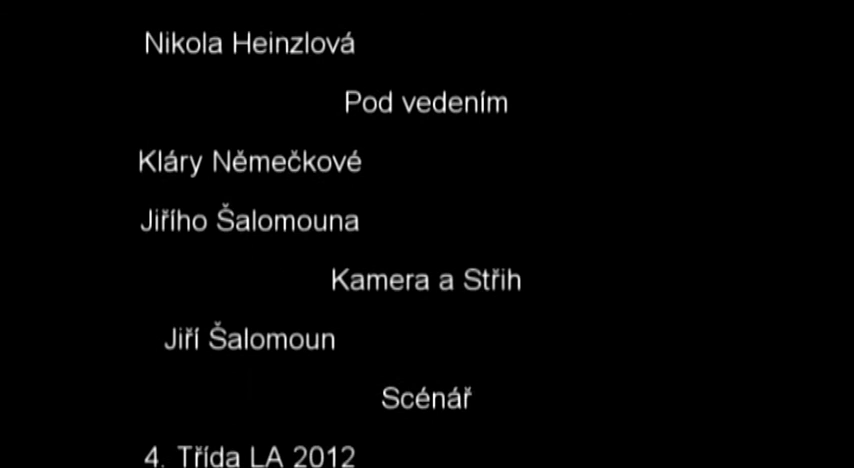 Nikola Heinzlová
Pod vedením
Kláry Němečkové
Jiřího Šalomouna
Kamera a Střih
Jiří Šalomoun
Scénář
4. Třída LA 2012